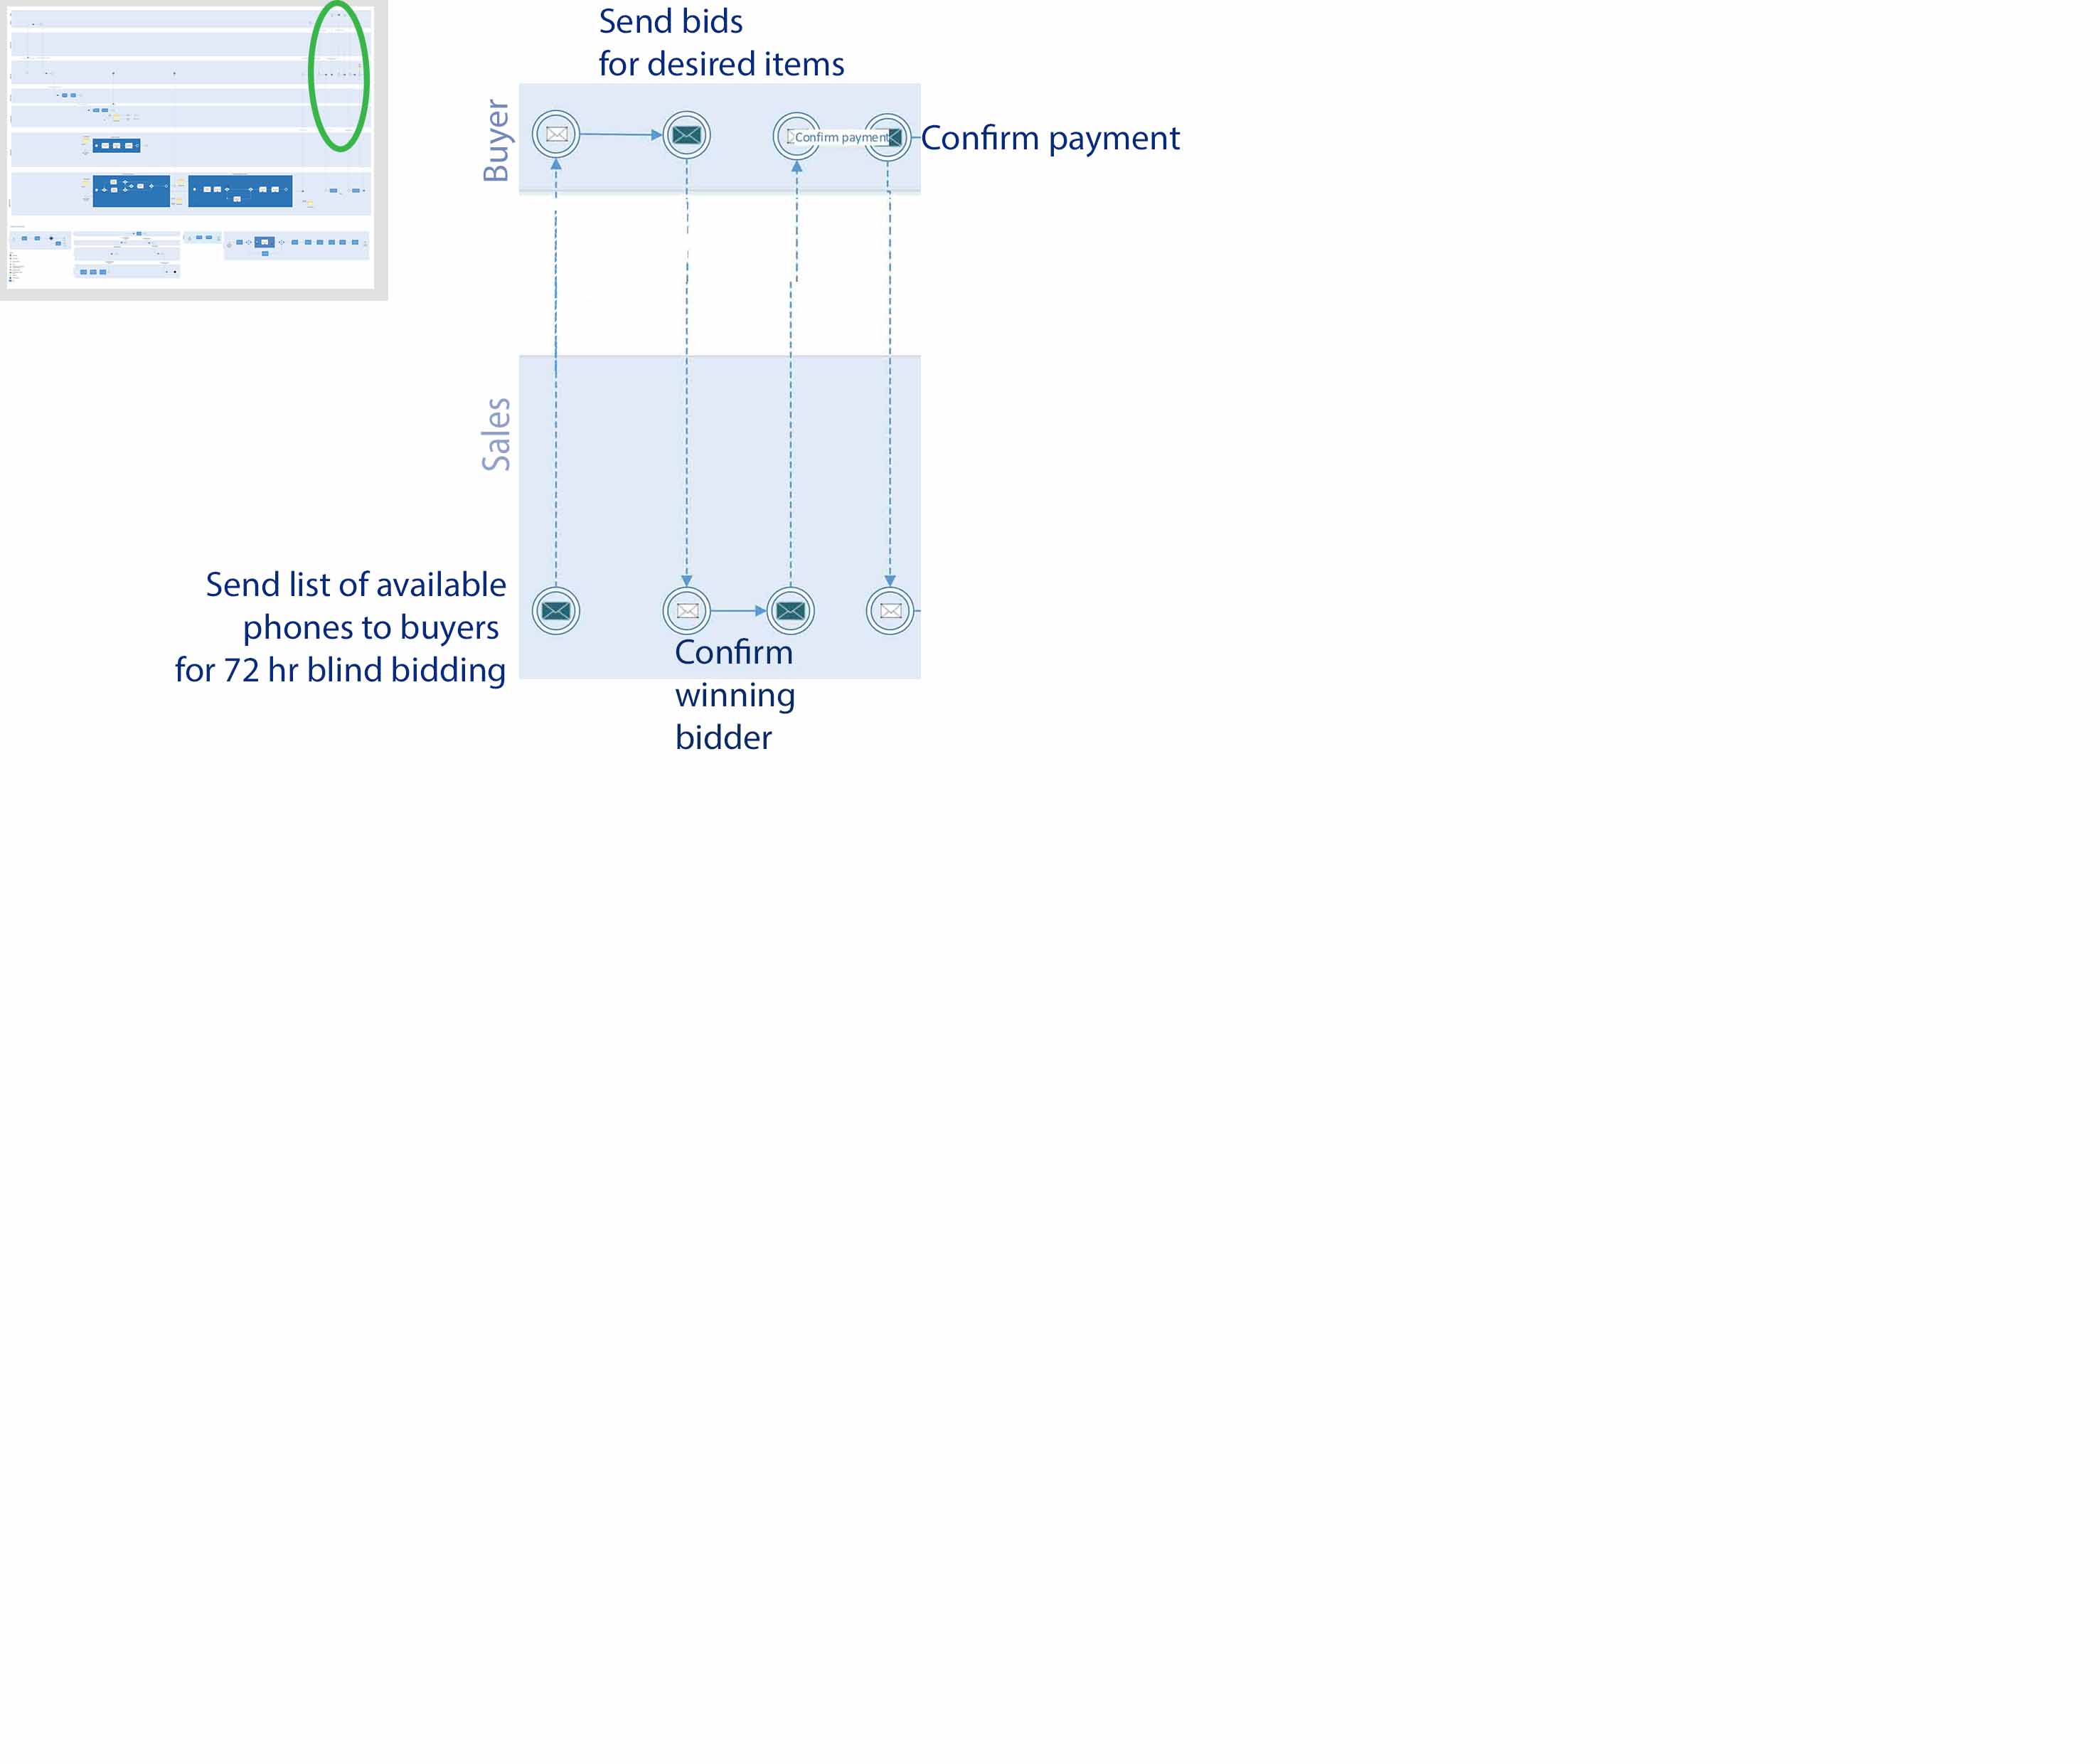 Send bids
for desired items
Buyer
Confirm payment
Confirm payment
Sales
Send list of available
phones to buyers
for 72 hr blind bidding
Confirm
winning
bidder